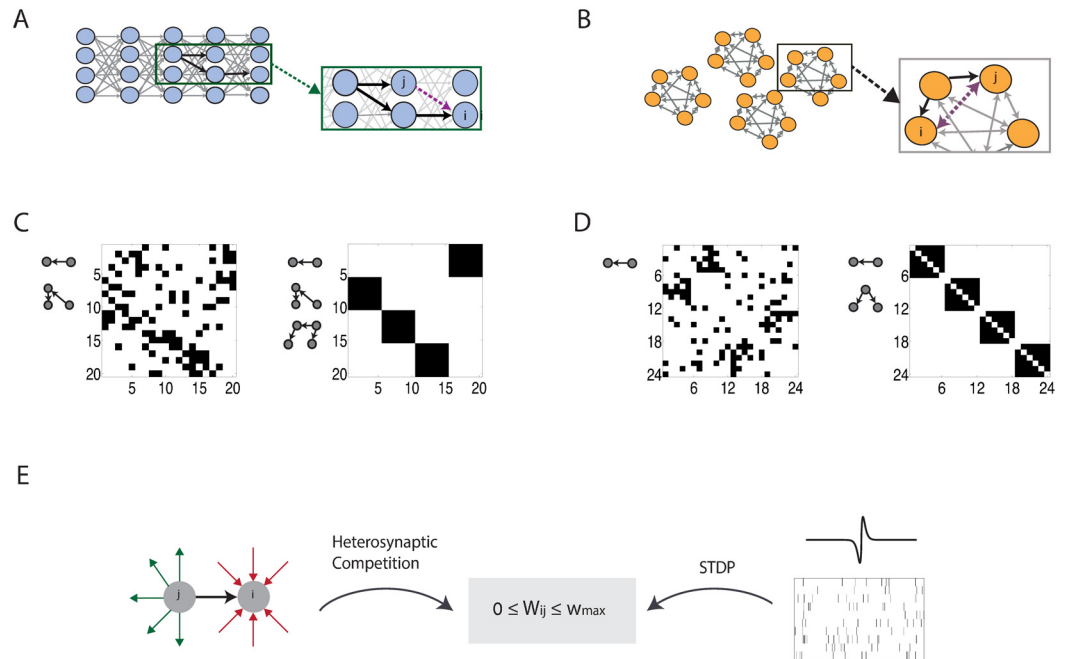 A
B
j
i
j
i
C
D
5
10
15
20
5 10 15 20
5
10
15
20
5 10 15 20
6
12
18
24
6 12 18 24
6
12
18
24
6 12 18 24
E
Heterosynaptic
Competition
STDP
j
i
0 ≤ Wij ≤ wmax